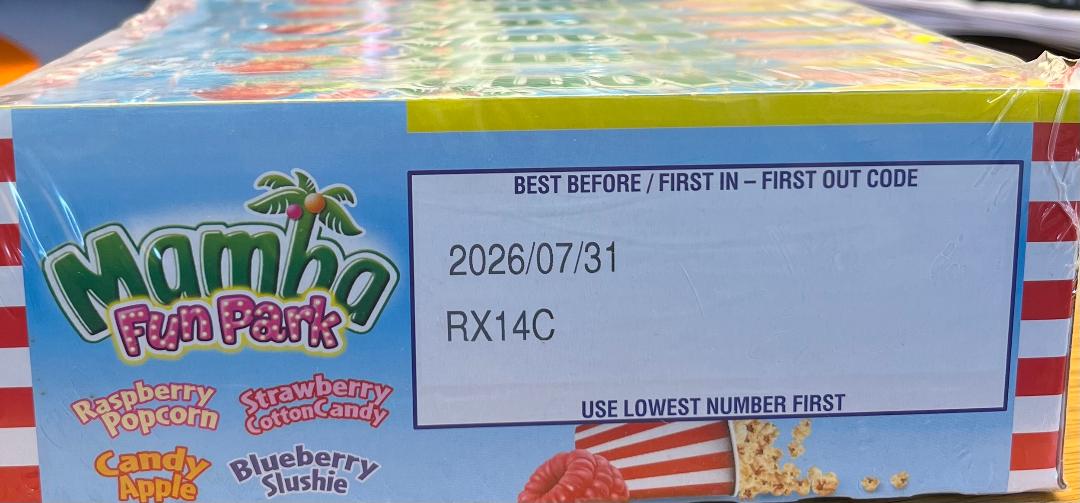 BEST BEFORE / FIRST IN – FIRST OUT CODE
2026/07/31
RX14C
USE LOWEST NUMBER FIRST
Mamba
Fun Park
Raspberry
Popcorn
Strawberry
Cotton Candy
Candy
Apple
Blueberry
Slushie